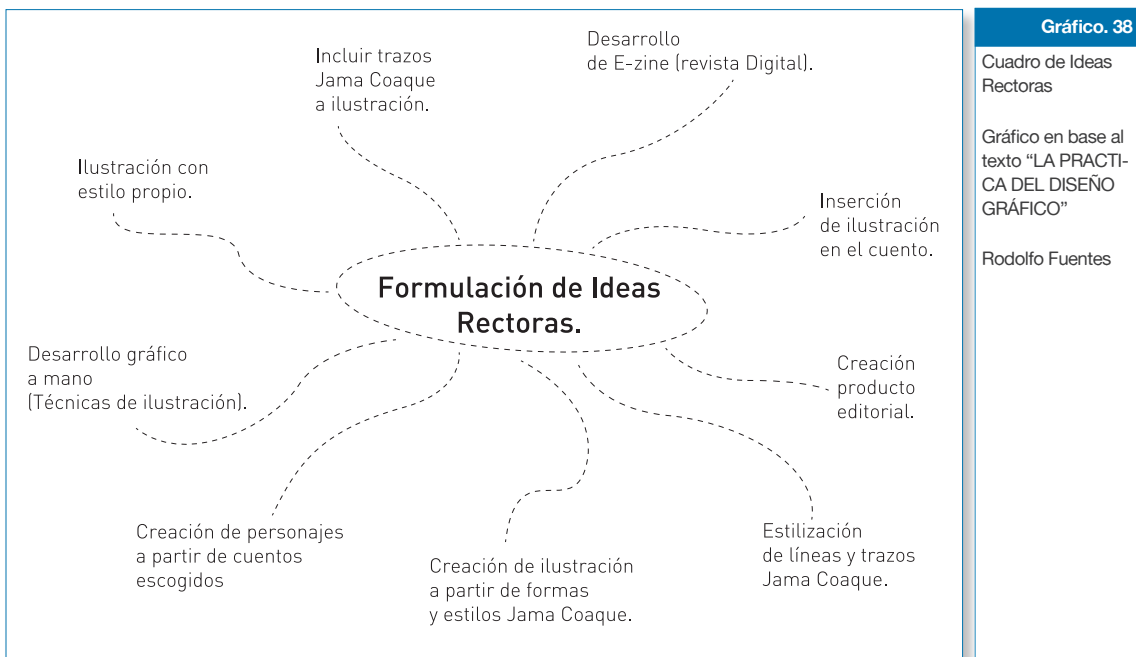 Incluir trazos
Jama Coaque
a ilustración.
Desarrollo
de E-zine (revista Digital).
Ilustración con
estilo propio.
Inserción
de ilustración
en el cuento.
Formulación de Ideas
Rectoras.
Desarrollo gráfico
a mano
(Técnicas de ilustración).
Creación
producto
editorial.
Creación de personajes
a partir de cuentos
escogidos
Creación de ilustración
a partir de formas
y estilos Jama Coaque.
Estilización
de líneas y trazos
Jama Coaque.
Gráfico. 38
Cuadro de Ideas
Rectoras
Gráfico en base al
texto “LA PRACTI-
CA DEL DISEÑO
GRÁFICO”
Rodolfo Fuentes